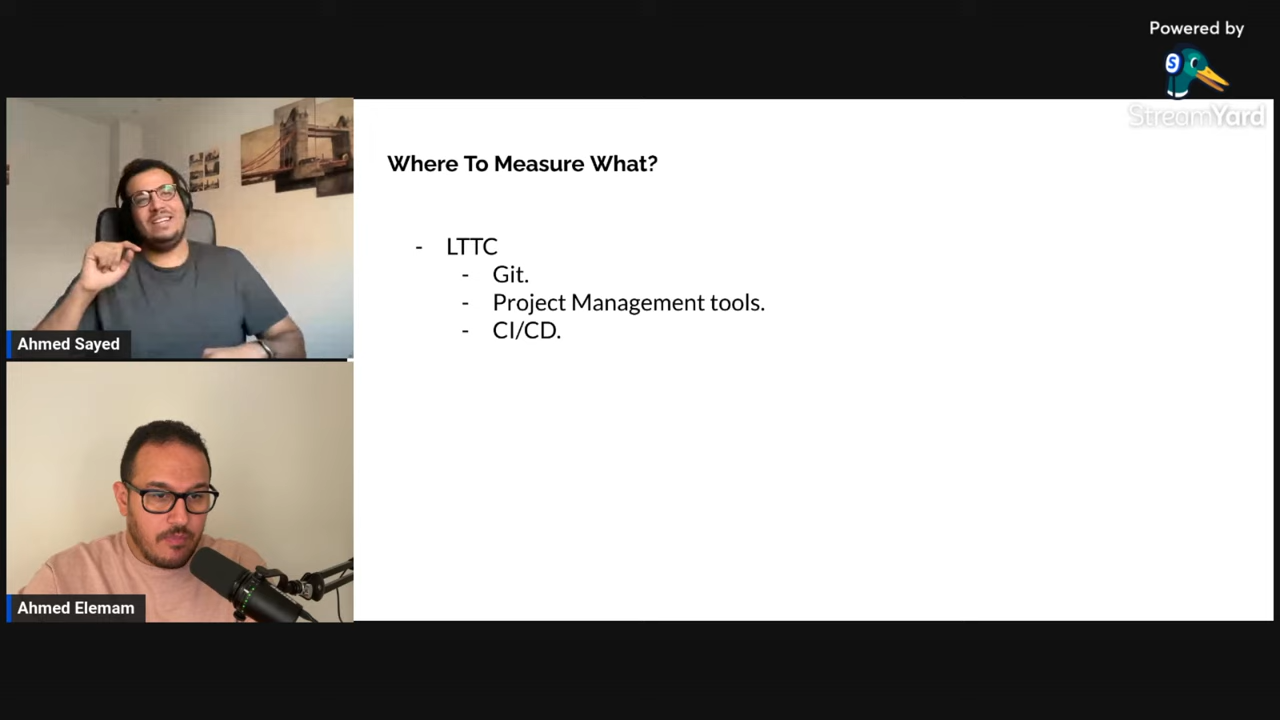 Powered by
StreamYard
Where To Measure What?
- LTTC
- Git.
- Project Management tools.
- CI/CD.
Ahmed Sayed
Ahmed Elemam